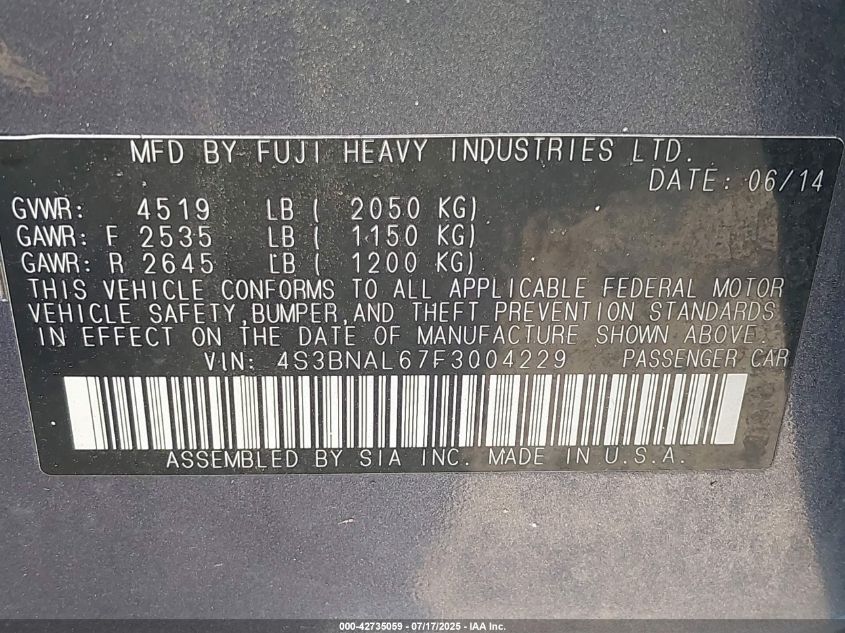 MFD BY FUJI HEAVY INDUSTRIES LTD.
DATE: 06/14
GVWR: 4519 LB ( 2050 KG)
GAWR: F 2535 LB ( 1150 KG)
GAWR: R 2645 LB ( 1200 KG)
THIS VEHICLE CONFORMS TO ALL APPLICABLE FEDERAL MOTOR
VEHICLE SAFETY,BUMPER,AND THEFT PREVENTION STANDARDS
IN EFFECT ON THE DATE OF MANUFACTURE SHOWN ABOVE.
VIN: 4S3BNAL67F3004229 PASSENGER CAR
ASSEMBLED BY SIA INC. MADE IN U.S.A.
000-42735059 - 07/17/2025 - IAA Inc.